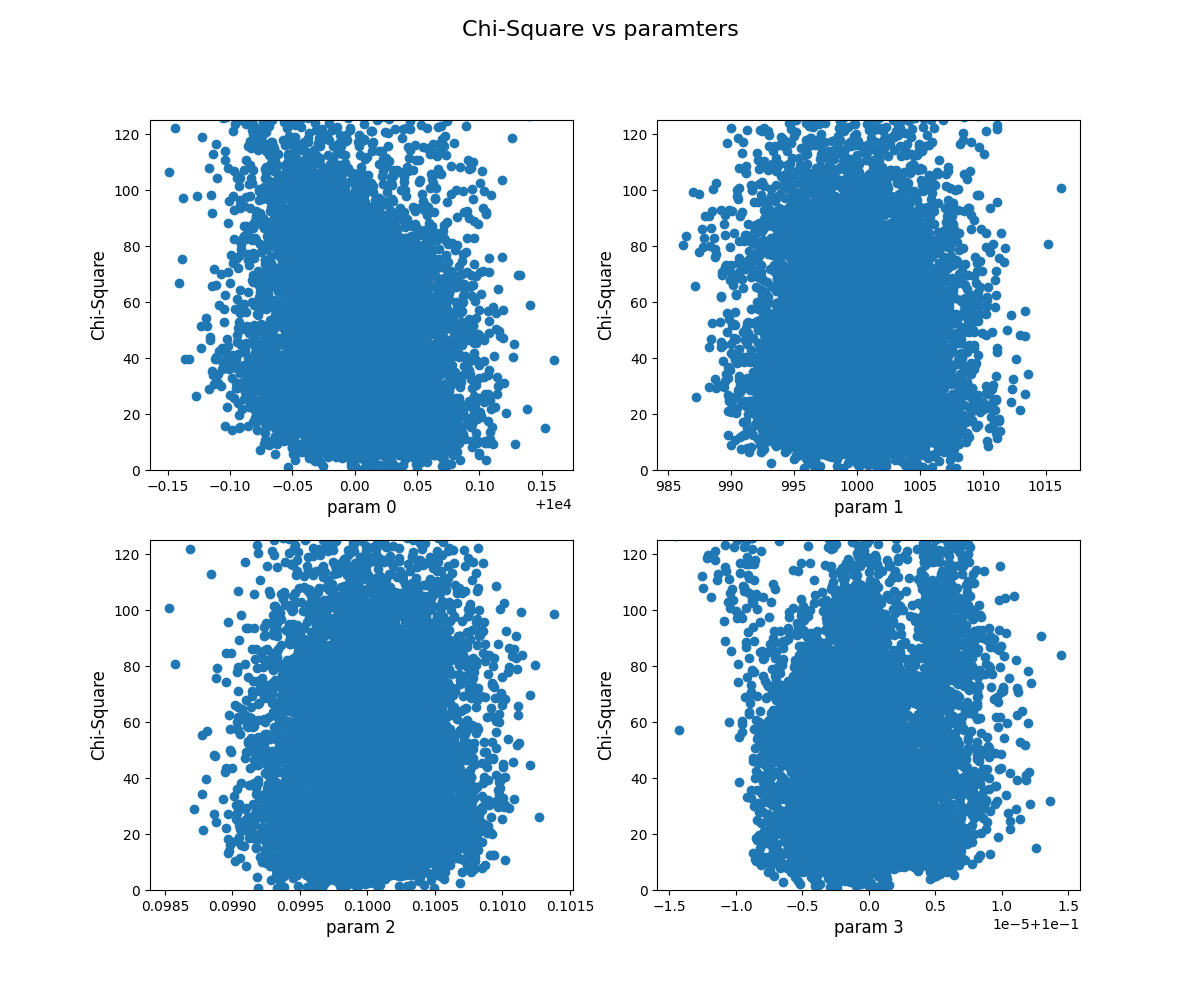 Chi-Square vs paramters
120
100
80
60
40
20
0
Chi-Square
−0.15 −0.10 −0.05 0.00 0.05 0.10 0.15
+1e4
param 0
120
100
80
60
40
20
0
Chi-Square
985 990 995 1000 1005 1010 1015
param 1
120
100
80
60
40
20
0
Chi-Square
0.0985 0.0990 0.0995 0.1000 0.1005 0.1010 0.1015
param 2
120
100
80
60
40
20
0
Chi-Square
−1.5 −1.0 −0.5 0.0 0.5 1.0 1.5
1e−5+1e−1
param 3